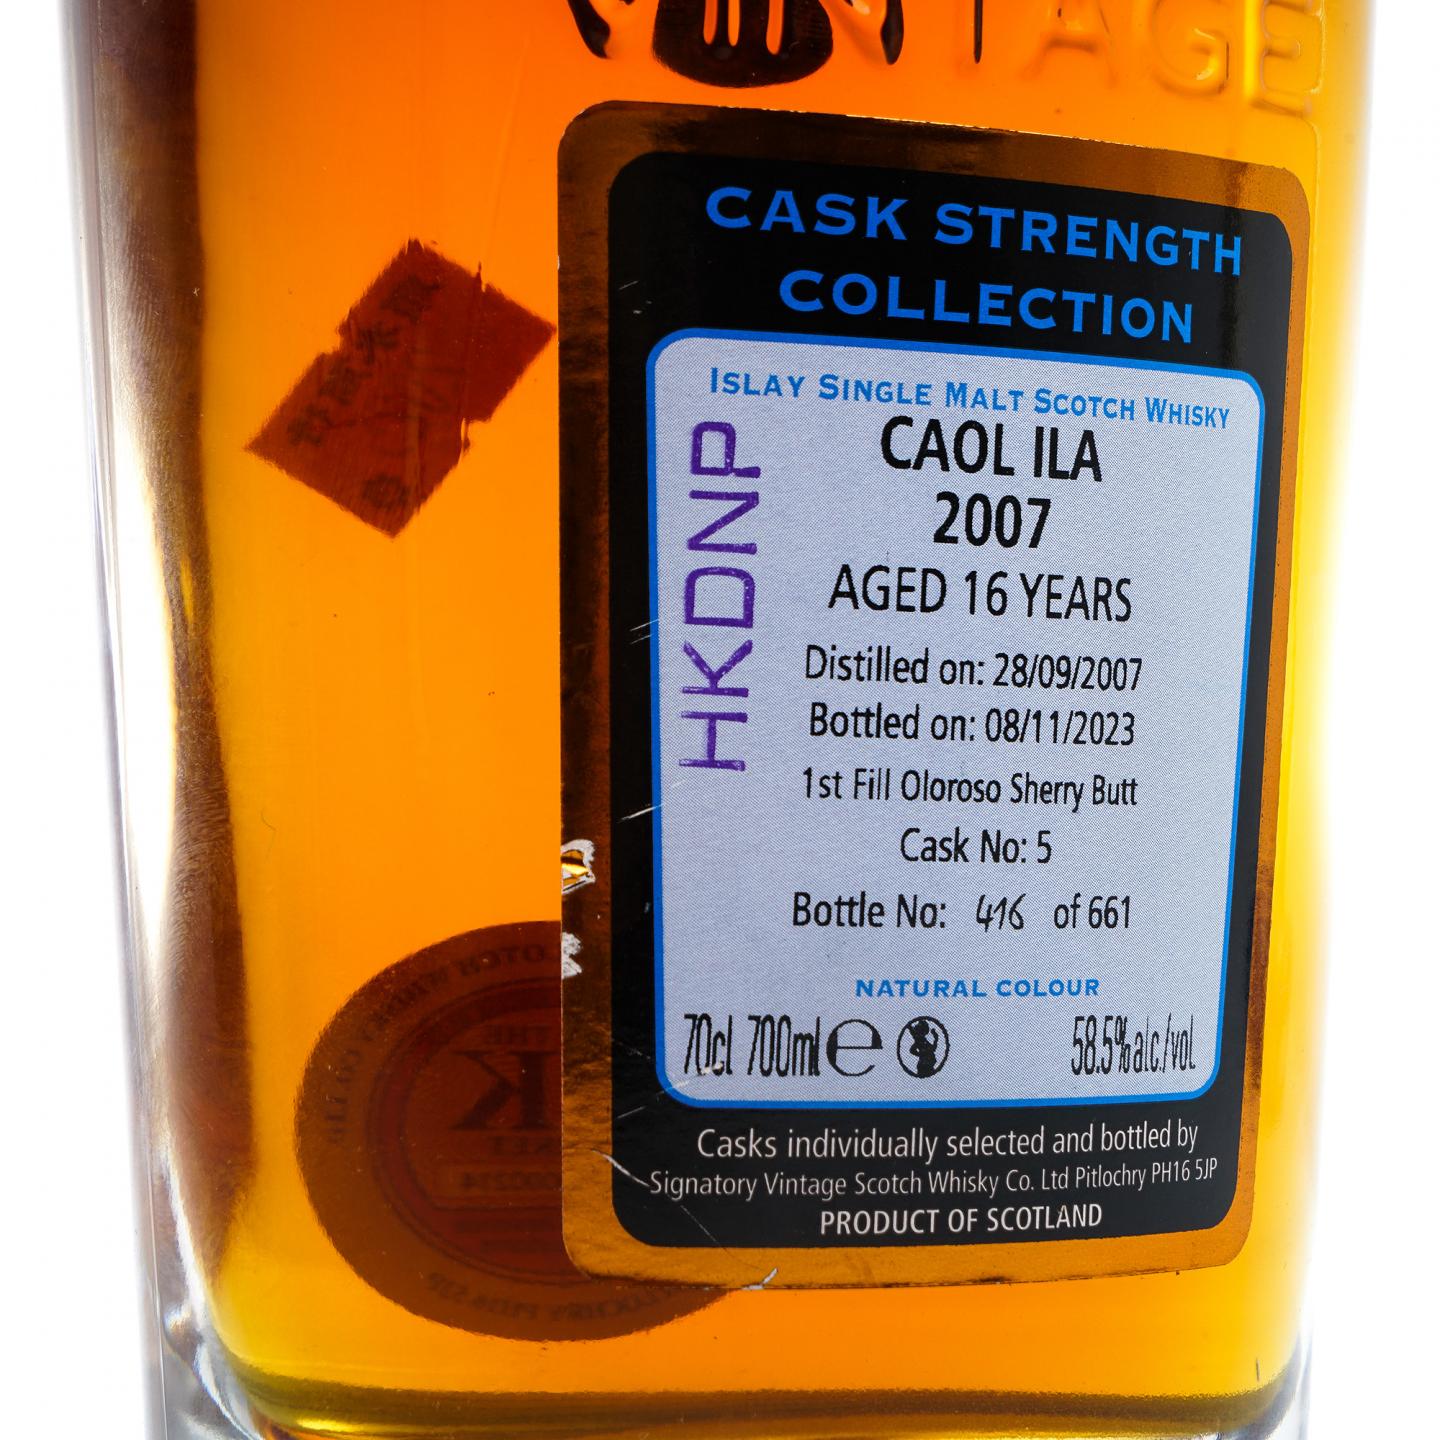 VINTAGE
CASK STRENGTH
COLLECTION
ISLAY SINGLE MALT SCOTCH WHISKY
HKDNP
CAOL ILA
2007
AGED 16 YEARS
Distilled on: 28/09/2007
Bottled on: 08/11/2023
1st Fill Oloroso Sherry Butt
Cask No: 5
Bottle No: 416 of 661
NATURAL COLOUR
70cl 700ml e 58.5%alc./vol.
Casks individually selected and bottled by
Signatory Vintage Scotch Whisky Co. Ltd Pitlochry PH16 5JP
PRODUCT OF SCOTLAND